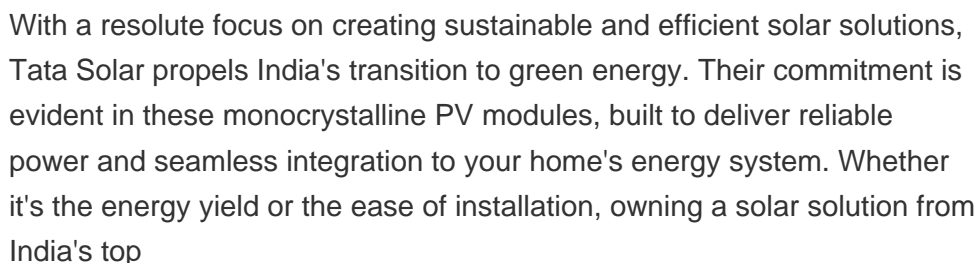 With a resolute focus on creating sustainable and efficient solar solutions,
Tata Solar propels India's transition to green energy. Their commitment is
evident in these monocrystalline PV modules, built to deliver reliable
power and seamless integration to your home's energy system. Whether
it's the energy yield or the ease of installation, owning a solar solution from
India's top